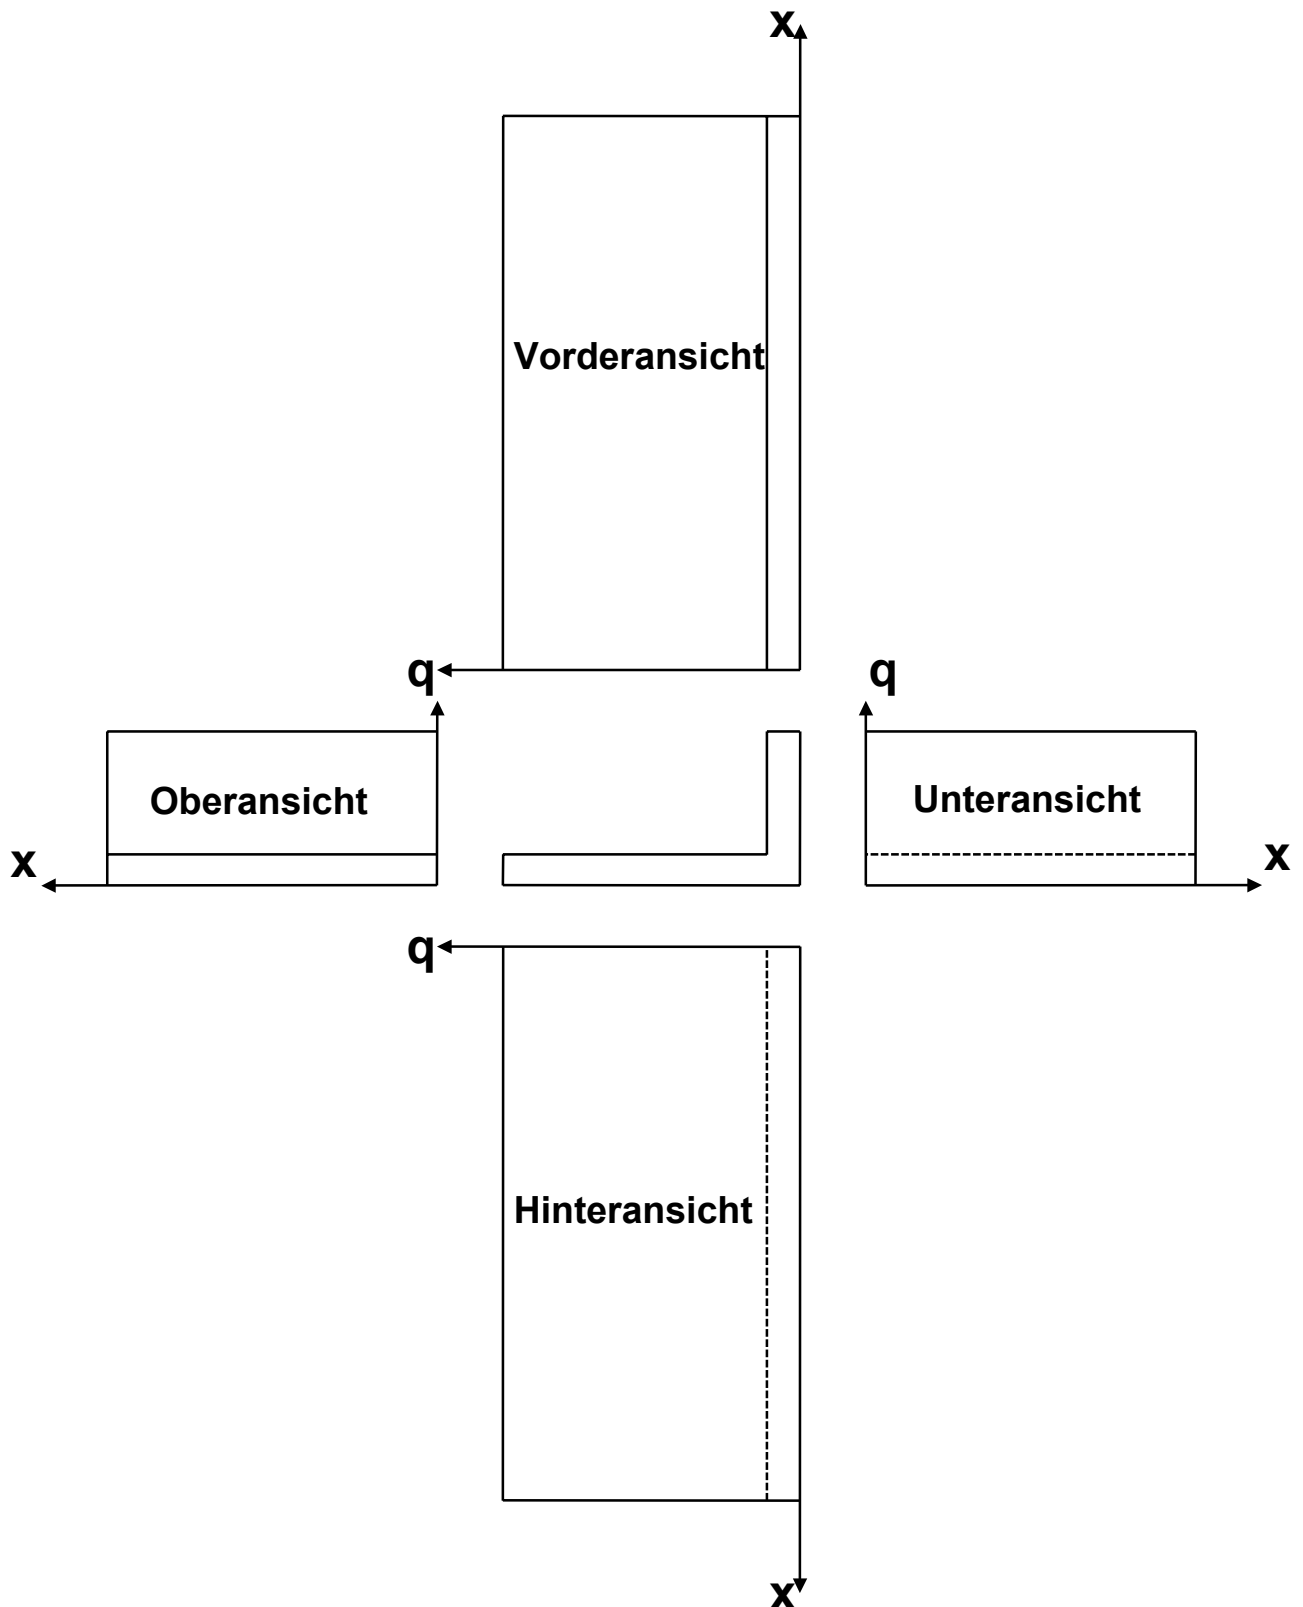 x
Vorderansicht
q
q
Oberansicht
Unteransicht
x
x
q
Hinteransicht
x